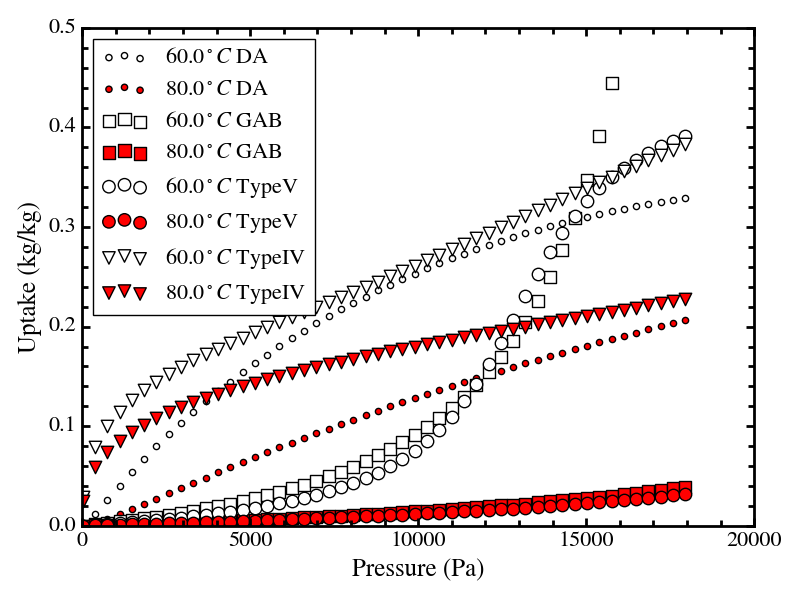 0.5
0.4
0.3
0.2
0.1
0.0
Uptake (kg/kg)
60.0°C DA
80.0°C DA
60.0°C GAB
80.0°C GAB
60.0°C TypeV
80.0°C TypeV
60.0°C TypeIV
80.0°C TypeIV
0 5000 10000 15000 20000
Pressure (Pa)